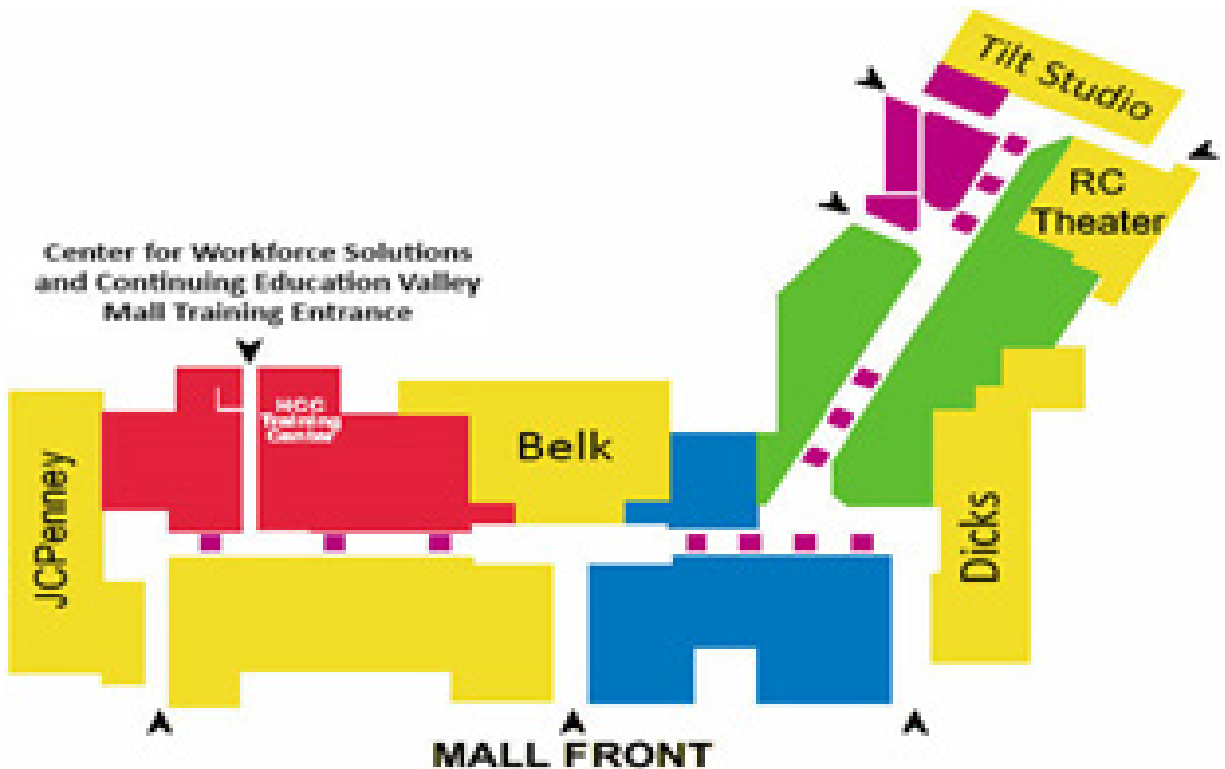 Tilt Studio
RC
Theater
Center for Workforce Solutions
and Continuing Education Valley
Mall Training Entrance
HCC
Training
Center
Belk
JCPenney
Dicks
MALL FRONT